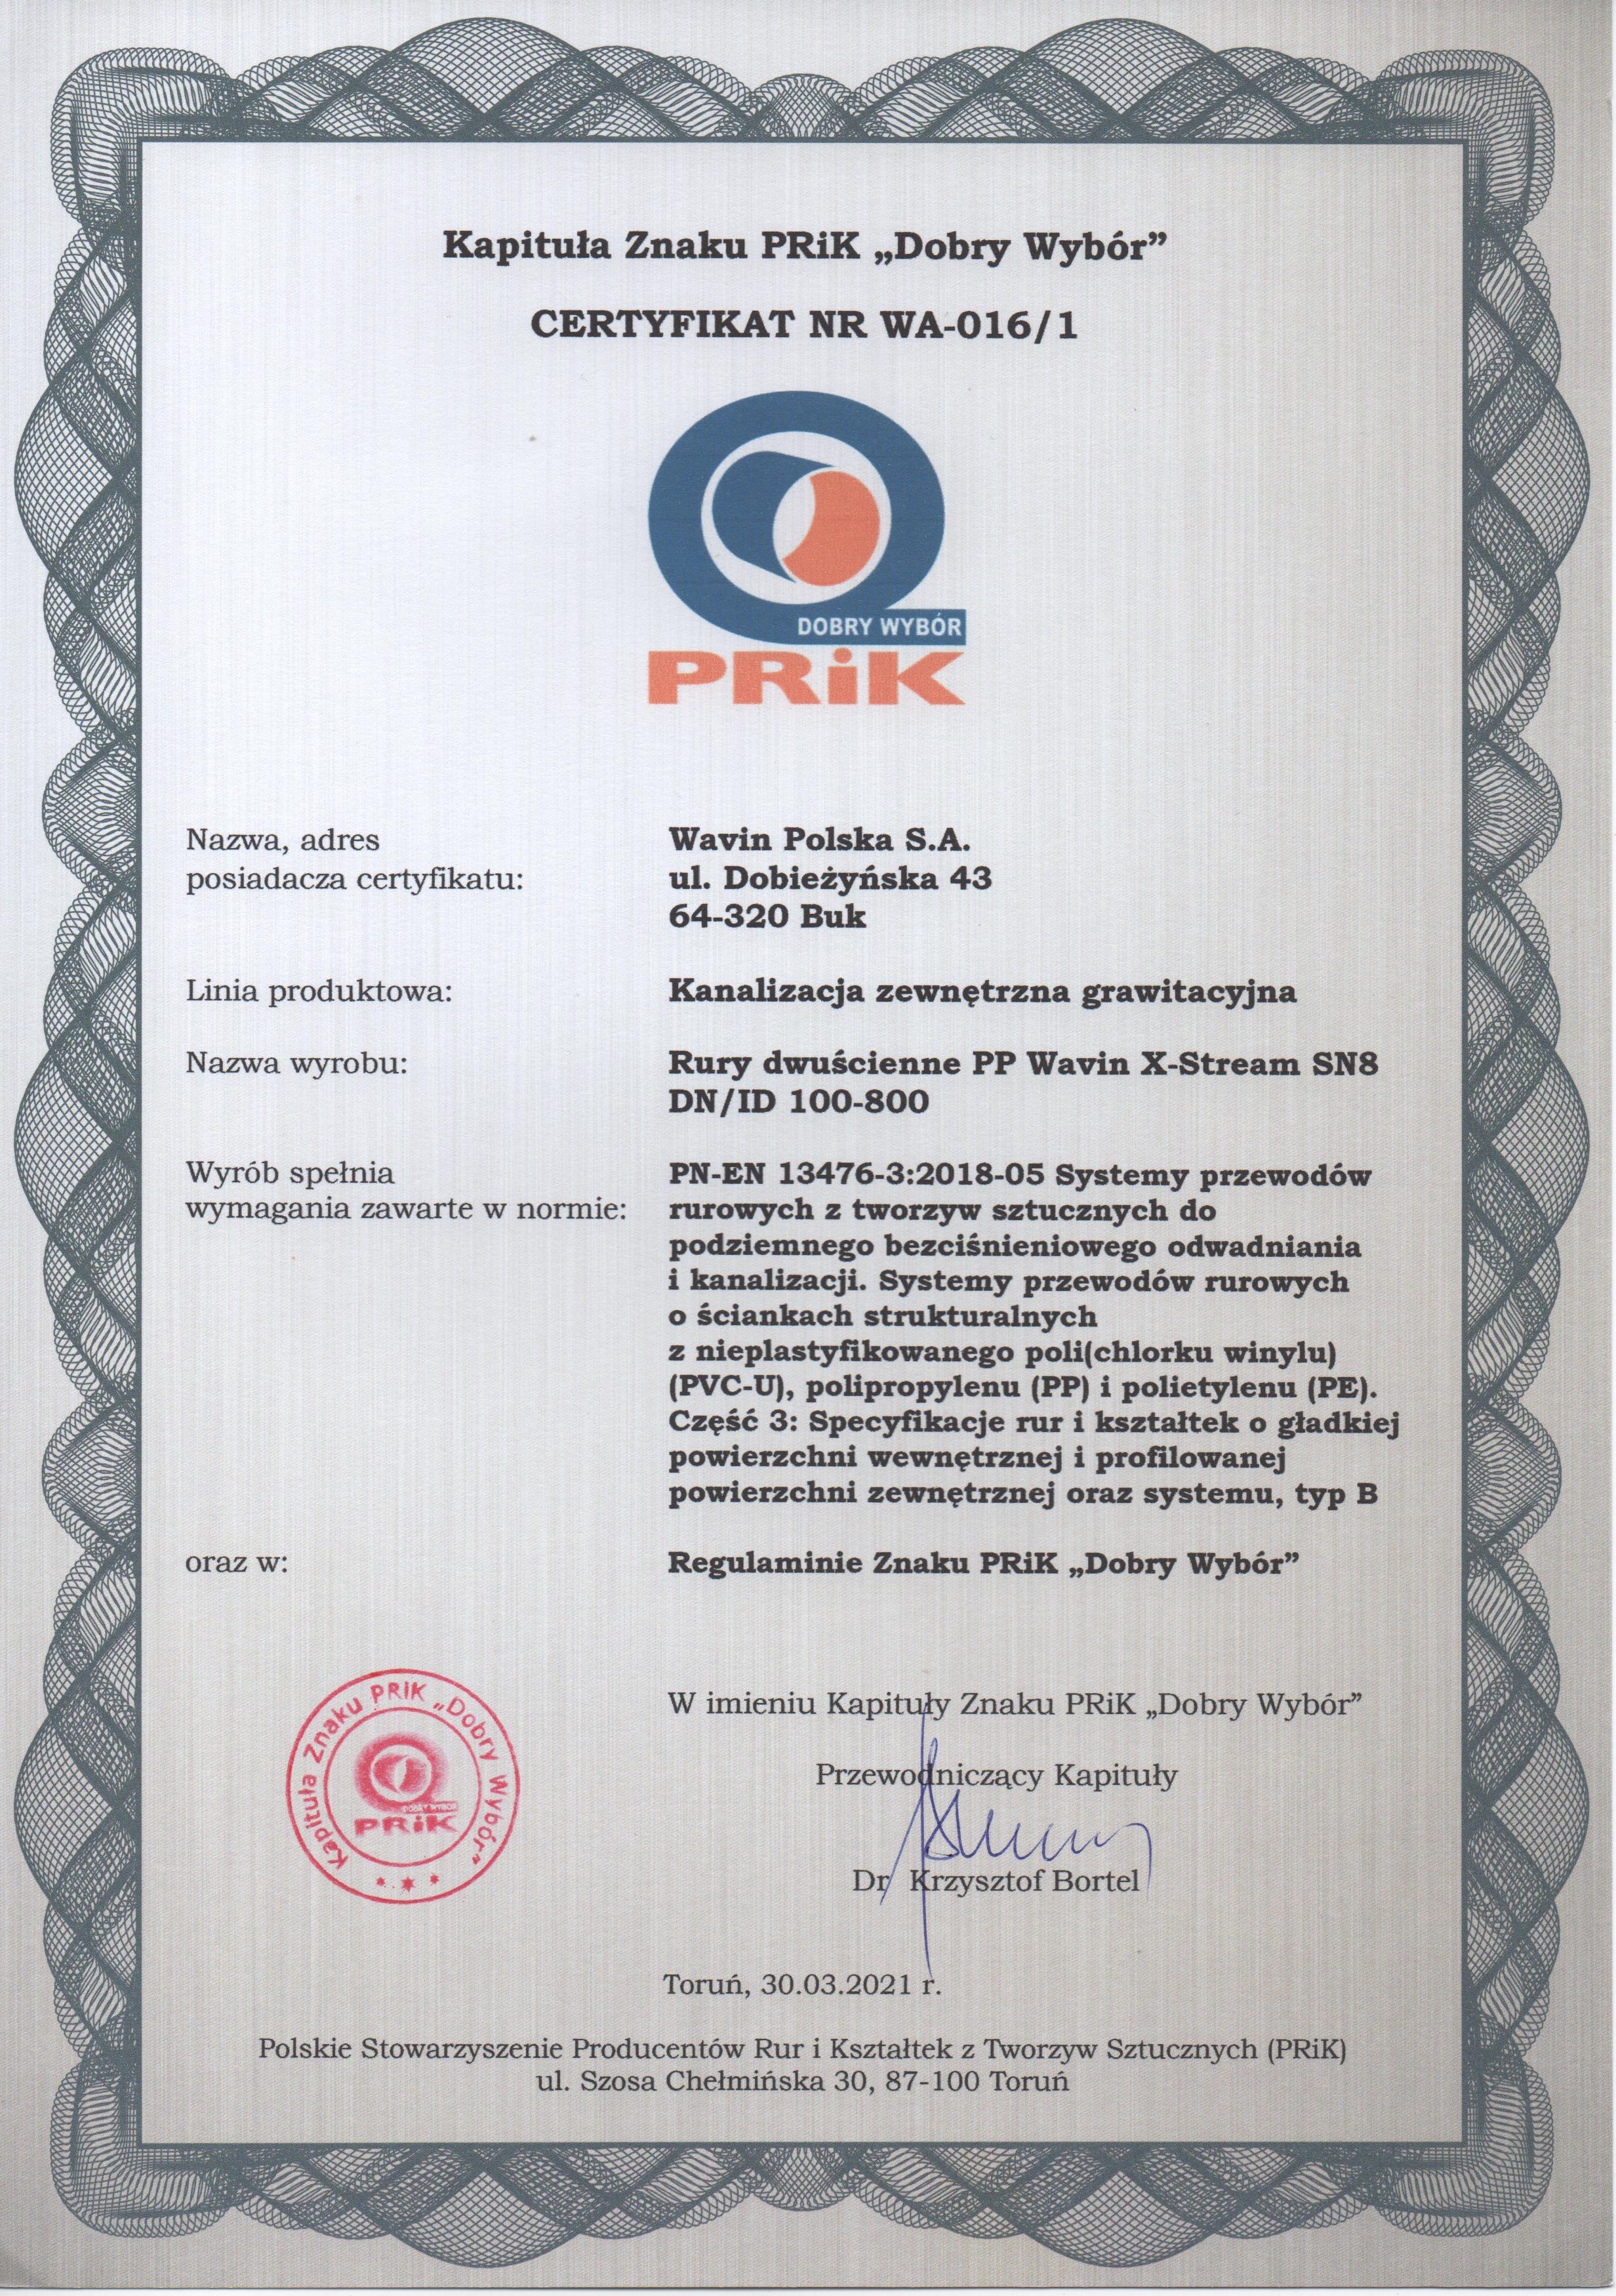 Kapituła Znaku PRiK „Dobry Wybór”
CERTYFIKAT NR WA-016/1
DOBRY WYBÓR
PRiK
Nazwa, adres
posiadacza certyfikatu:
Wavin Polska S.A.
ul. Dobieżyńska 43
64-320 Buk
Linia produktowa:
Kanalizacja zewnętrzna grawitacyjna
Nazwa wyrobu:
Rury dwuścienne PP Wavin X-Stream SN8
DN/ID 100-800
Wyrób spełnia
wymagania zawarte w normie:
PN-EN 13476-3:2018-05 Systemy przewodów
rurowych z tworzyw sztucznych do
podziemnego bezciśnieniowego odwadniania
i kanalizacji. Systemy przewodów rurowych
o ściankach strukturalnych
z nieplastyfikowanego poli(chlorku winylu)
(PVC-U), polipropylenu (PP) i polietylenu (PE).
Część 3: Specyfikacje rur i kształtek o gładkiej
powierzchni wewnętrznej i profilowanej
powierzchni zewnętrznej oraz systemu, typ B
oraz w:
Regulaminie Znaku PRiK „Dobry Wybór”
Kapituła Znaku PRiK „Dobry Wybór”
DOBRY WYBÓR
PRiK
W imieniu Kapituły Znaku PRiK „Dobry Wybór”
Przewodniczący Kapituły
Dr Krzysztof Bortel
Toruń, 30.03.2021 r.
Polskie Stowarzyszenie Producentów Rur i Kształtek z Tworzyw Sztucznych (PRiK)
ul. Szosa Chełmińska 30, 87-100 Toruń